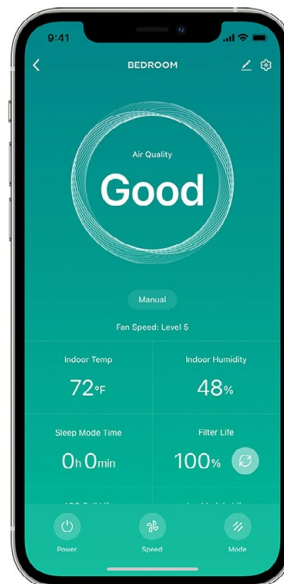 9:41
BEDROOM
Air Quality
Good
Manual
Fan Speed: Level 5
Indoor Temp
Indoor Humidity
72°F
48%
Sleep Mode Time
Filter Life
0h 0min
100%
Power
Speed
Mode